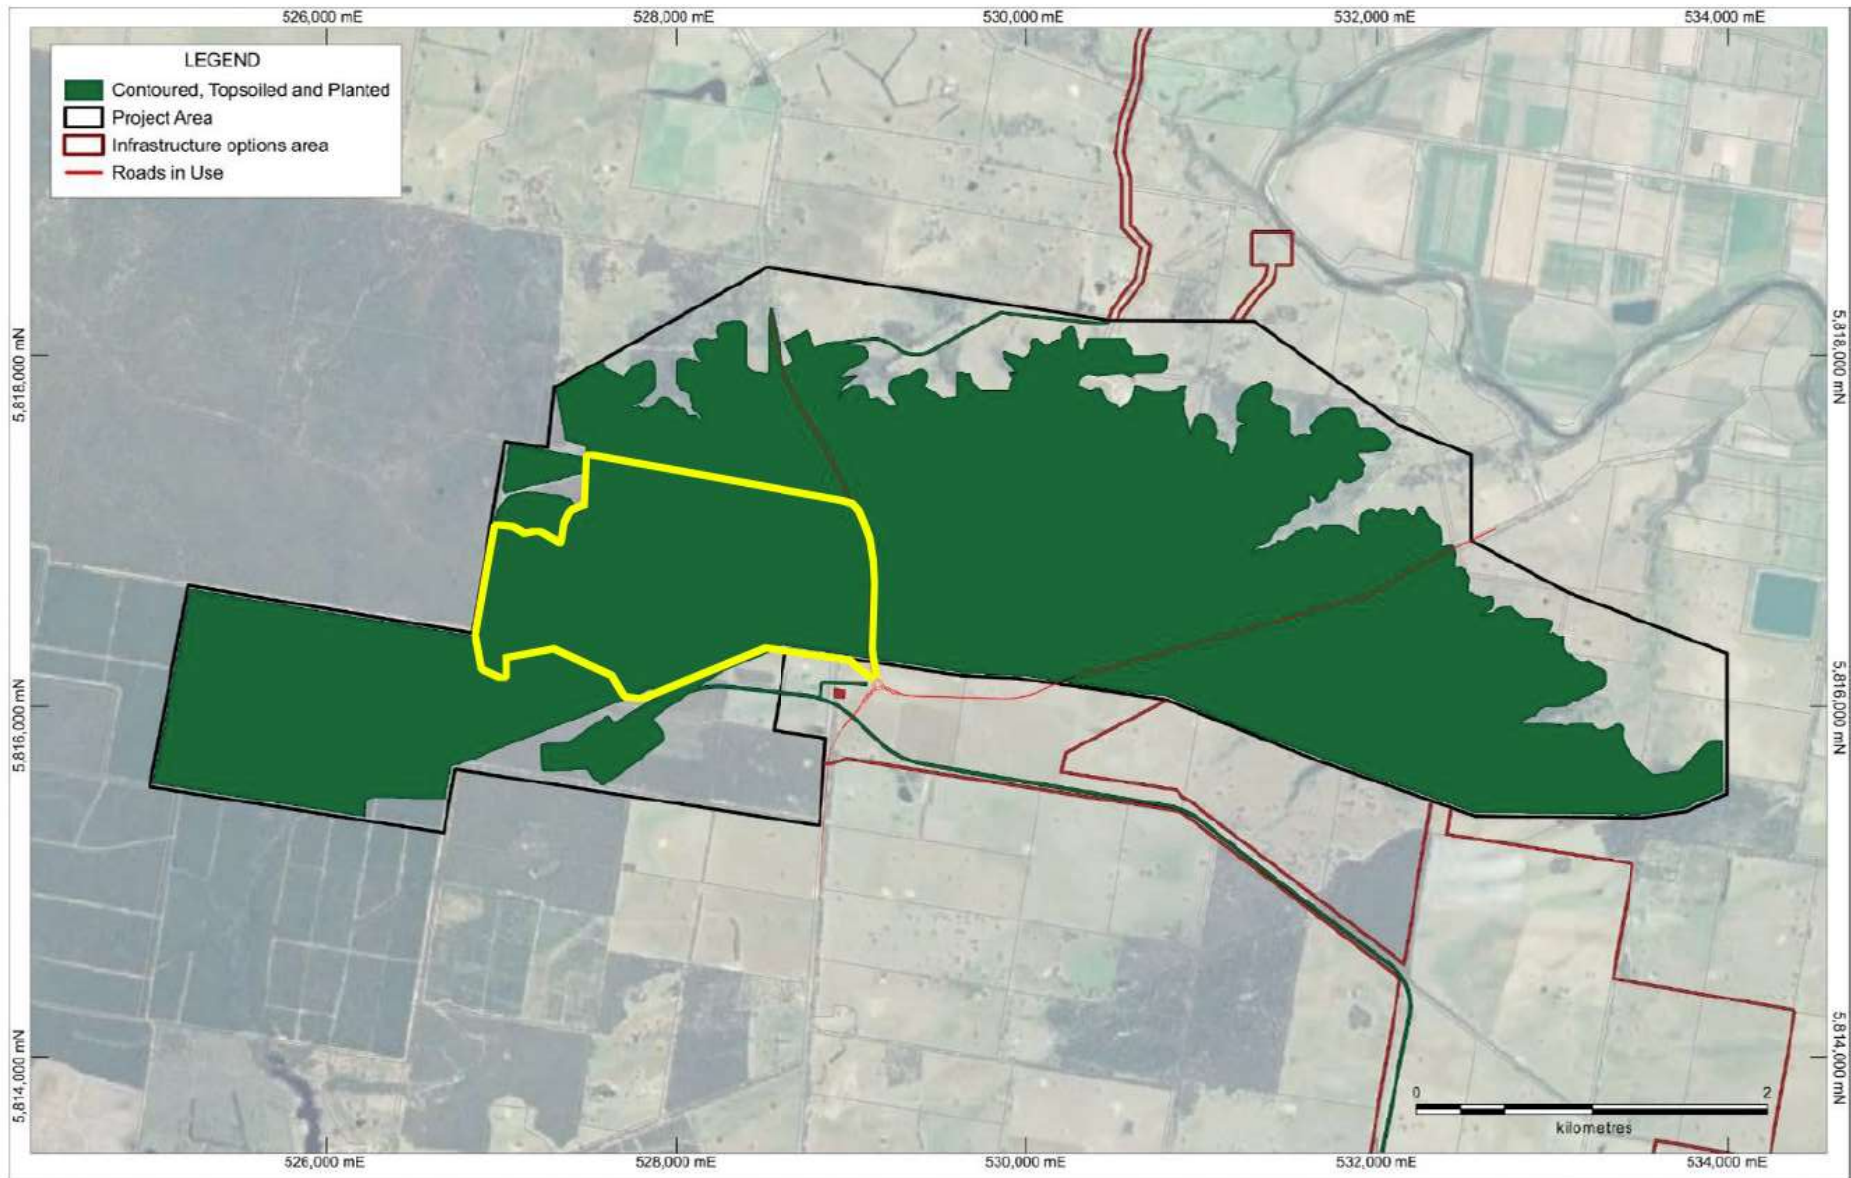 526,000 mE 528,000 mE 530,000 mE 532,000 mE 534,000 mE
LEGEND
Contoured, Topsoiled and Planted
Project Area
Infrastructure options area
Roads in Use
5,818,000 mN
5,818,000 mN
5,816,000 mN
5,816,000 mN
5,814,000 mN
5,814,000 mN
0 2
kilometres
526,000 mE 528,000 mE 530,000 mE 532,000 mE 534,000 mE